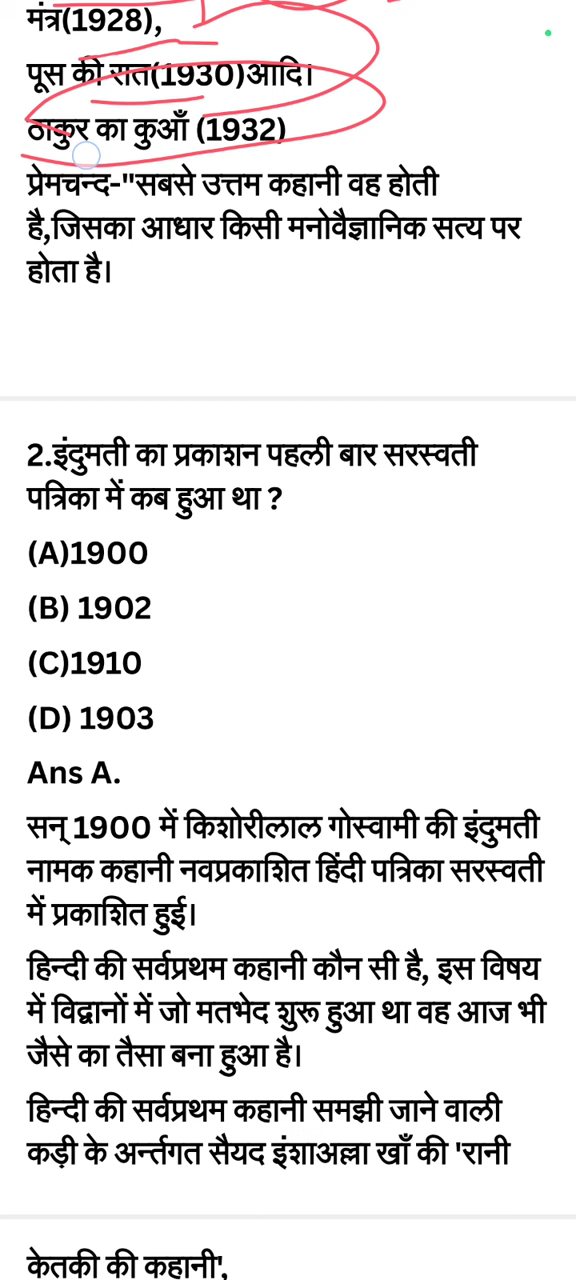 मंत्र(1928),
पूस की रात(1930)आदि।
ठाकुर का कुआँ (1932)
प्रेमचन्द-"सबसे उत्तम कहानी वह होती
है,जिसका आधार किसी मनोवैज्ञानिक सत्य पर
होता है।
2.इंदुमती का प्रकाशन पहली बार सरस्वती
पत्रिका में कब हुआ था ?
(A)1900
(B) 1902
(C)1910
(D) 1903
Ans A.
सन् 1900 में किशोरीलाल गोस्वामी की इंदुमती
नामक कहानी नवप्रकाशित हिंदी पत्रिका सरस्वती
में प्रकाशित हुई।
हिन्दी की सर्वप्रथम कहानी कौन सी है, इस विषय
में विद्वानों में जो मतभेद शुरू हुआ था वह आज भी
जैसे का तैसा बना हुआ है।
हिन्दी की सर्वप्रथम कहानी समझी जाने वाली
कड़ी के अर्न्तगत सैयद इंशाअल्ला खाँ की 'रानी
केतकी की कहानी',